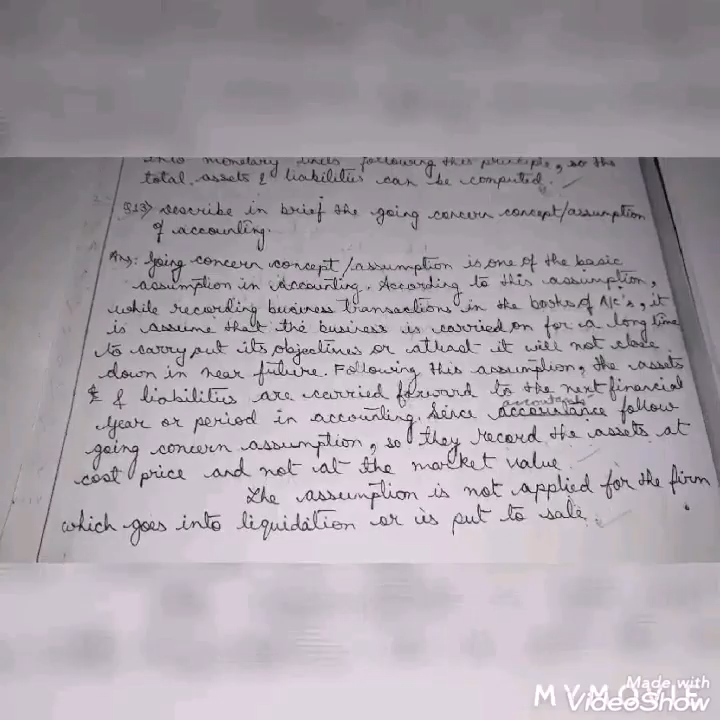 into monetary units following this principle, so the
total assets & liabilities can be computed.
Q13) Describe in brief the going concern concept/assumption
of accounting.
Ans: Going concern concept/assumption is one of the basic
assumption in Accounting. According to this assumption,
while recording business transactions in the books of A/c's, it
is assume that the business is carried on for a long time
to carry out its objectives or atleast it will not close
down in near future. Following this assumption, the assets
& liabilities are carried forward to the next financial
accountants
year or period in accounting. Since follow
going concern assumption, so they record the assets at
cost price and not at the market value.
The assumption is not applied for the firm
which goes into liquidation or is put to sale.
Made with
MY MOVIE
VideoShow